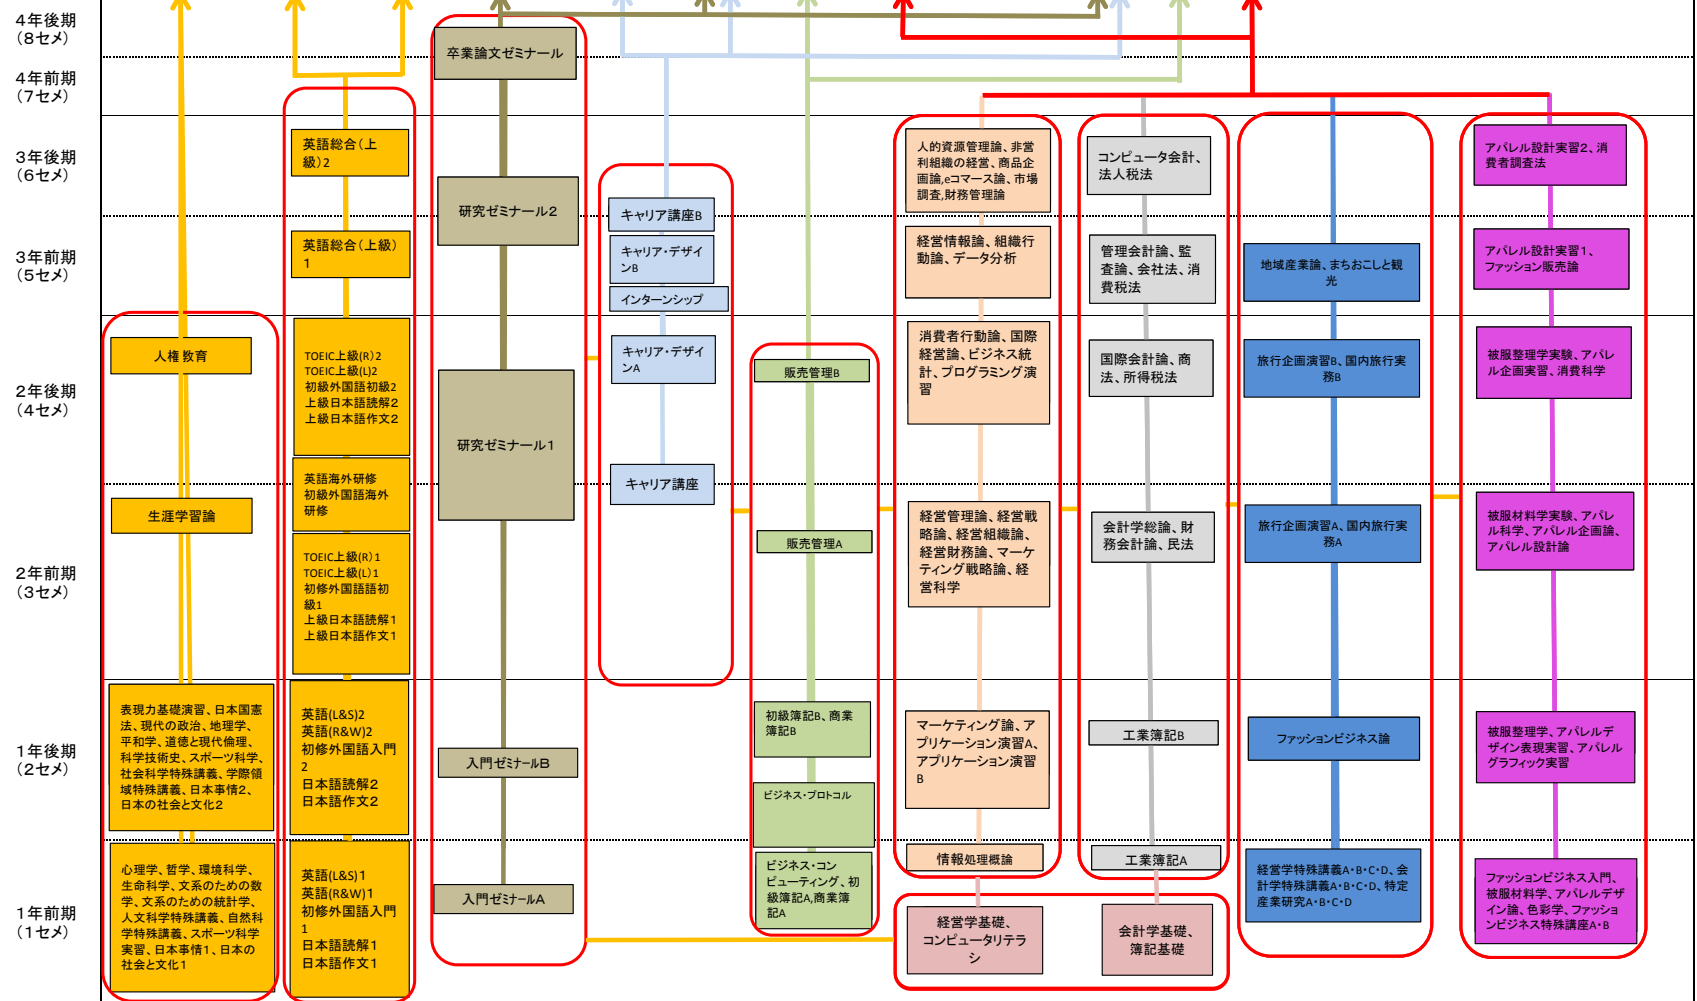 4年後期
(8セメ)
4年前期
(7セメ)
3年後期
(6セメ)
3年前期
(5セメ)
2年後期
(4セメ)
2年前期
(3セメ)
1年後期
(2セメ)
1年前期
(1セメ)
人権教育
生涯学習論
表現力基礎演習、日本国憲
法、現代の政治、地理学、
平和学、道徳と現代倫理、
科学技術史、スポーツ科学、
社会科学特殊講義、学際領
域特殊講義、日本事情2、
日本の社会と文化2
心理学、哲学、環境科学、
生命科学、文系のための数
学、文系のための統計学、
人文科学特殊講義、自然科
学特殊講義、スポーツ科学
実習、日本事情1、日本の
社会と文化1
英語総合(上
級)2
英語総合(上級)
1
TOEIC上級(R)2
TOEIC上級(L)2
初級外国語初級2
上級日本語読解2
上級日本語作文2
英語海外研修
初級外国語海外
研修
TOEIC上級(R)1
TOEIC上級(L)1
初修外国語語初
級1
上級日本語読解1
上級日本語作文1
英語(L&S)2
英語(R&W)2
初修外国語入門
2
日本語読解2
日本語作文2
英語(L&S)1
英語(R&W)1
初修外国語入門
1
日本語読解1
日本語作文1
卒業論文ゼミナール
研究ゼミナール2
研究ゼミナール1
入門ゼミナールB
入門ゼミナールA
キャリア講座B
キャリア・デザイ
ンB
インターンシップ
キャリア・デザイ
ンA
キャリア講座
販売管理B
販売管理A
初級簿記B、商業
簿記B
ビジネス・プロトコル
ビジネス・コン
ピューティング、初
級簿記A,商業簿
記A
人的資源管理論、非営
利組織の経営、商品企
画論,eコマース論、市場
調査,財務管理論
経営情報論、組織行
動論、データ分析
消費者行動論、国際
経営論、ビジネス統
計、プログラミング演
習
経営管理論、経営戦
略論、経営組織論、
経営財務論、マーケ
ティング戦略論、経
営科学
マーケティング論、ア
プリケーション演習A、
アプリケーション演習
B
情報処理概論
経営学基礎、
コンピュータリテラ
シ
コンピュータ会計、
法人税法
管理会計論、監
査論、会社法、消
費税法
国際会計論、商
法、所得税法
会計学総論、財
務会計論、民法
工業簿記B
工業簿記A
会計学基礎、
簿記基礎
地域産業論、まちおこしと観
光
旅行企画演習B、国内旅行実
務B
旅行企画演習A、国内旅行実
務A
ファッションビジネス論
経営学特殊講義A・B・C・D、会
計学特殊講義A・B・C・D、特定
産業研究A・B・C・D
アパレル設計実習2、消
費者調査法
アパレル設計実習1、
ファッション販売論
被服整理学実験、アパレ
ル企画実習、消費科学
被服材料学実験、アパレ
ル科学、アパレル企画論、
アパレル設計論
被服整理学、アパレルデ
ザイン表現実習、アパレル
グラフィック実習
ファッションビジネス入門、
被服材料学、アパレルデザ
イン論、色彩学、ファッショ
ンビジネス特殊講座A・B